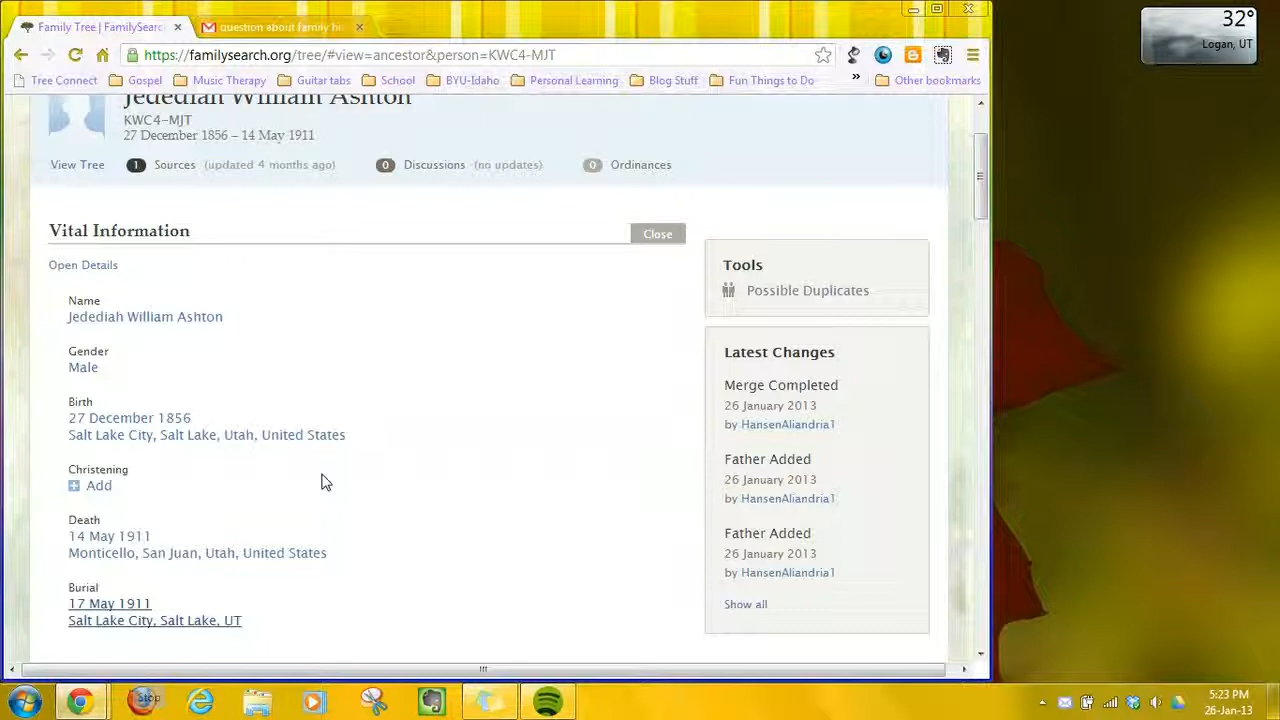 Family Tree | FamilySearc
question about family hi
https://familysearch.org/tree/#view=ancestor&person=KWC4-MJT
Tree Connect Gospel Music Therapy Guitar tabs School BYU-Idaho Personal Learning Blog Stuff Fun Things to Do » Other bookmarks
32°
Logan, UT
Jedediah William Ashton
KWC4-MJT
27 December 1856 – 14 May 1911
View Tree 1 Sources (updated 4 months ago) 0 Discussions (no updates) 0 Ordinances
Vital Information
Close
Open Details
Name
Jedediah William Ashton
Gender
Male
Birth
27 December 1856
Salt Lake City, Salt Lake, Utah, United States
Christening
Add
Death
14 May 1911
Monticello, San Juan, Utah, United States
Burial
17 May 1911
Salt Lake City, Salt Lake, UT
Tools
Possible Duplicates
Latest Changes
Merge Completed
26 January 2013
by HansenAliandria1
Father Added
26 January 2013
by HansenAliandria1
Father Added
26 January 2013
by HansenAliandria1
Show all
Stop
5:23 PM
26-Jan-13